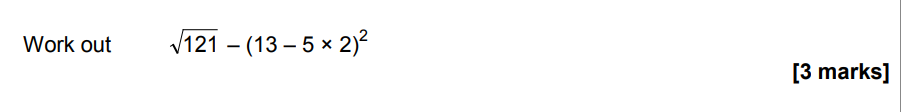 Work out √121 – (13 – 5 × 2)²
[3 marks]